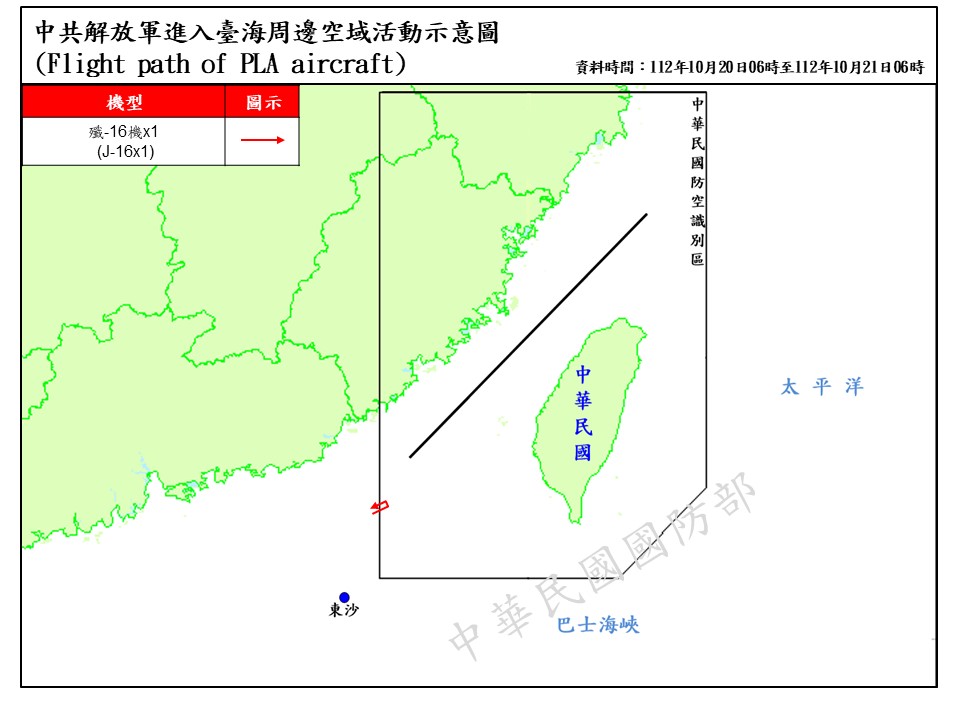 中共解放軍進入臺海周邊空域活動示意圖
(Flight path of PLA aircraft)
資料時間：112年10月20日06時至112年10月21日06時
機型
圖示
殲-16機x1
(J-16x1)
中華民國防空識別區
中華民國
太平洋
東沙
巴士海峽
中華民國國防部